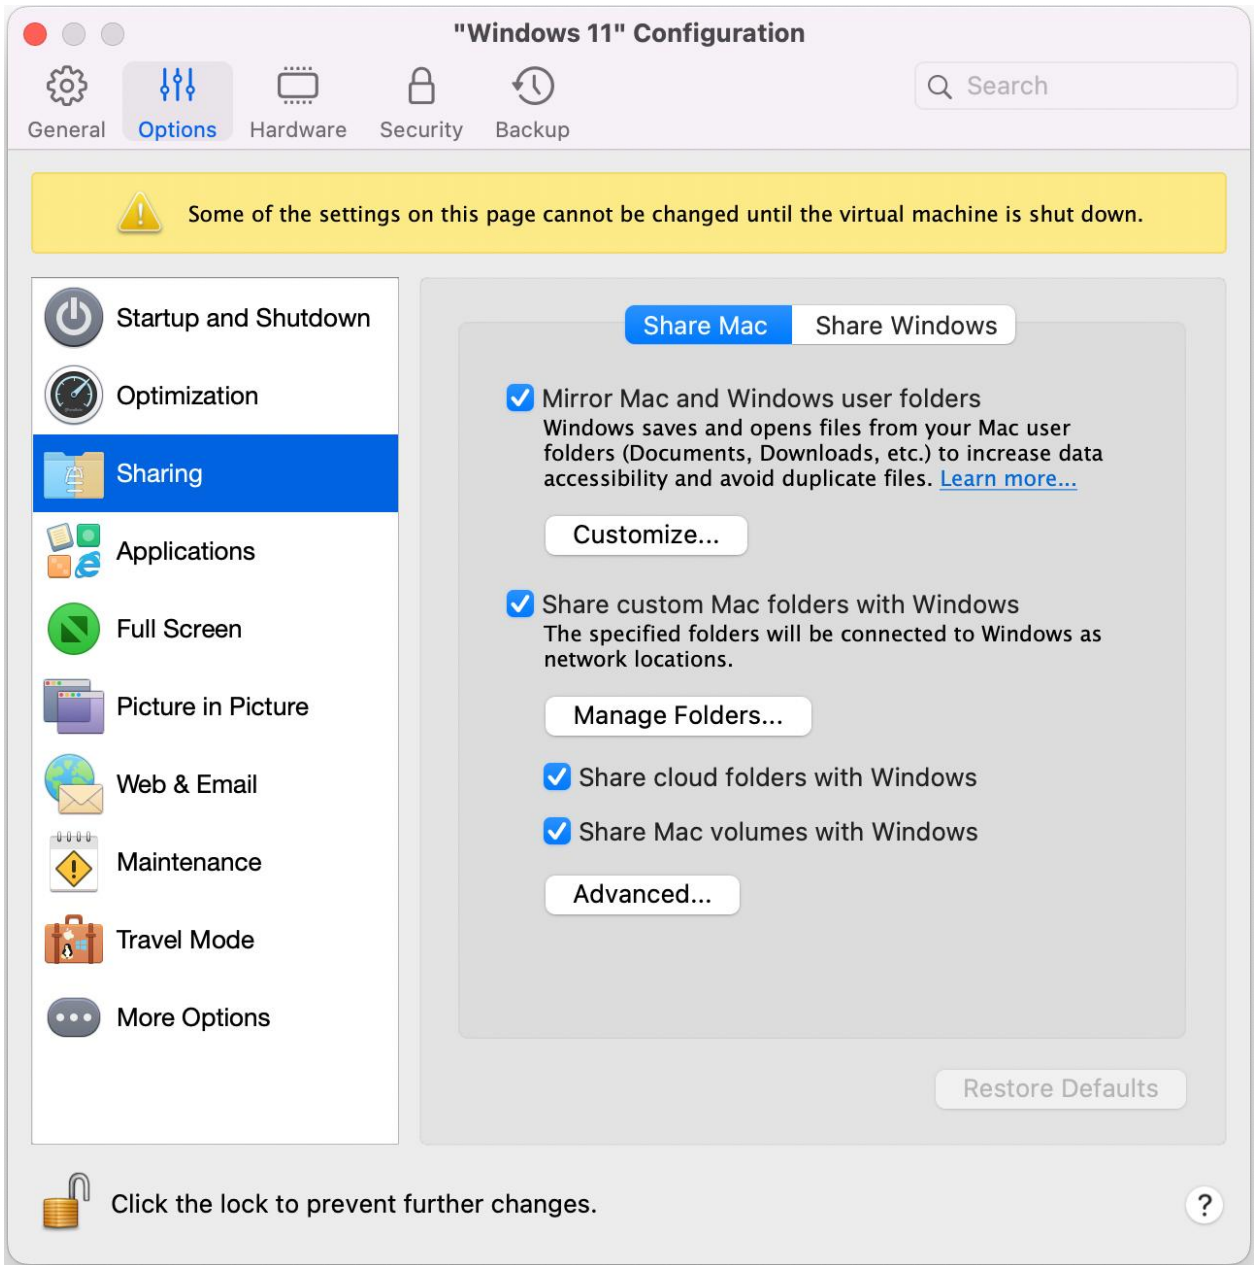 "Windows 11" Configuration
General
Options
Hardware
Security
Backup
Search
Some of the settings on this page cannot be changed until the virtual machine is shut down.
Startup and Shutdown
Optimization
Sharing
Applications
Full Screen
Picture in Picture
Web & Email
Maintenance
Travel Mode
More Options
Share Mac
Share Windows
Mirror Mac and Windows user folders
Windows saves and opens files from your Mac user
folders (Documents, Downloads, etc.) to increase data
accessibility and avoid duplicate files. Learn more...
Customize...
Share custom Mac folders with Windows
The specified folders will be connected to Windows as
network locations.
Manage Folders...
Share cloud folders with Windows
Share Mac volumes with Windows
Advanced...
Restore Defaults
Click the lock to prevent further changes.
?